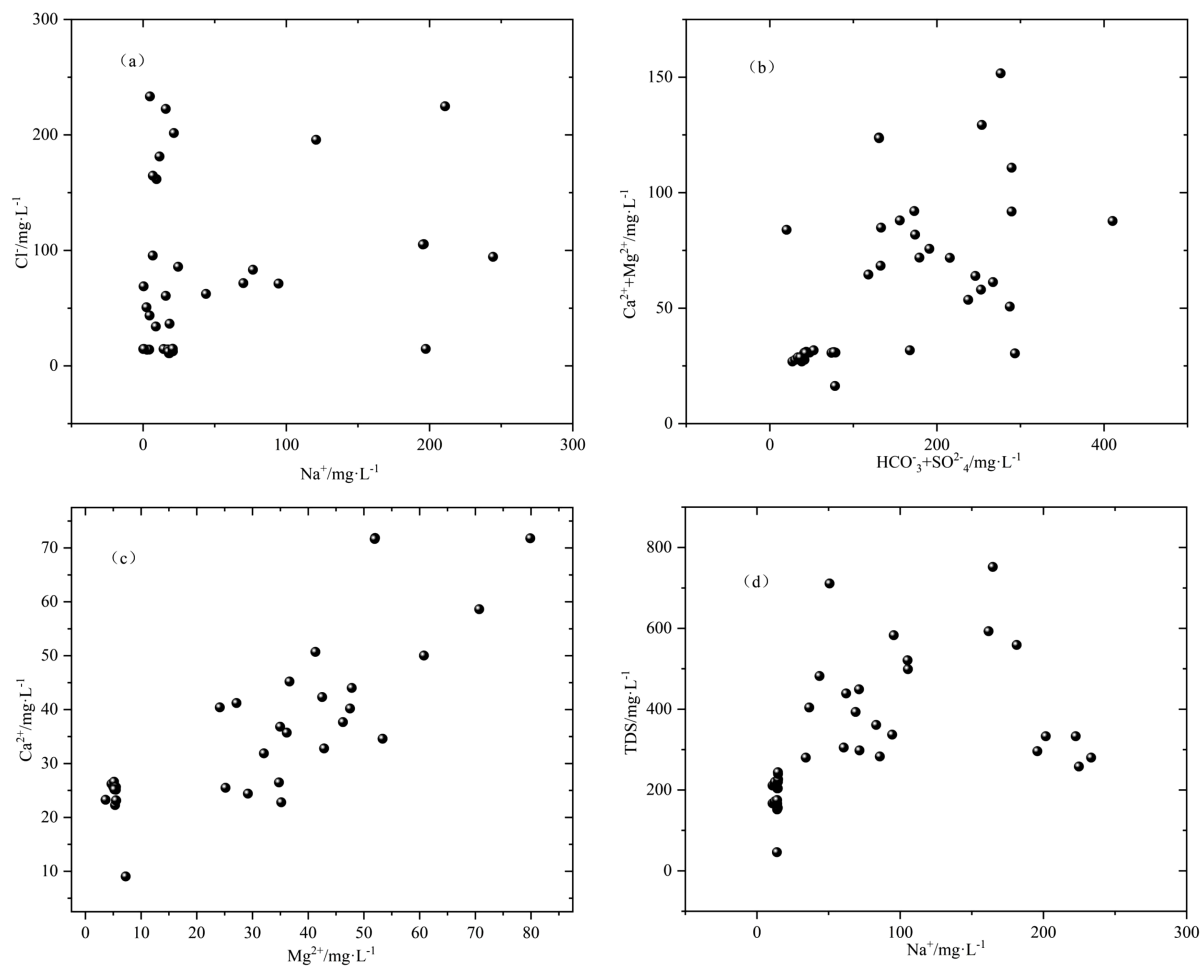 300
200
100
0
Cl⁻/mg·L⁻¹
（a）
0 100 200 300
Na⁺/mg·L⁻¹
150
100
50
0
Ca²⁺+Mg²⁺/mg·L⁻¹
（b）
0 200 400
HCO⁻₃+SO²⁻₄/mg·L⁻¹
70
60
50
40
30
20
10
Ca²⁺/mg·L⁻¹
（c）
0 10 20 30 40 50 60 70 80
Mg²⁺/mg·L⁻¹
800
600
400
200
0
TDS/mg·L⁻¹
（d）
0 100 200 300
Na⁺/mg·L⁻¹